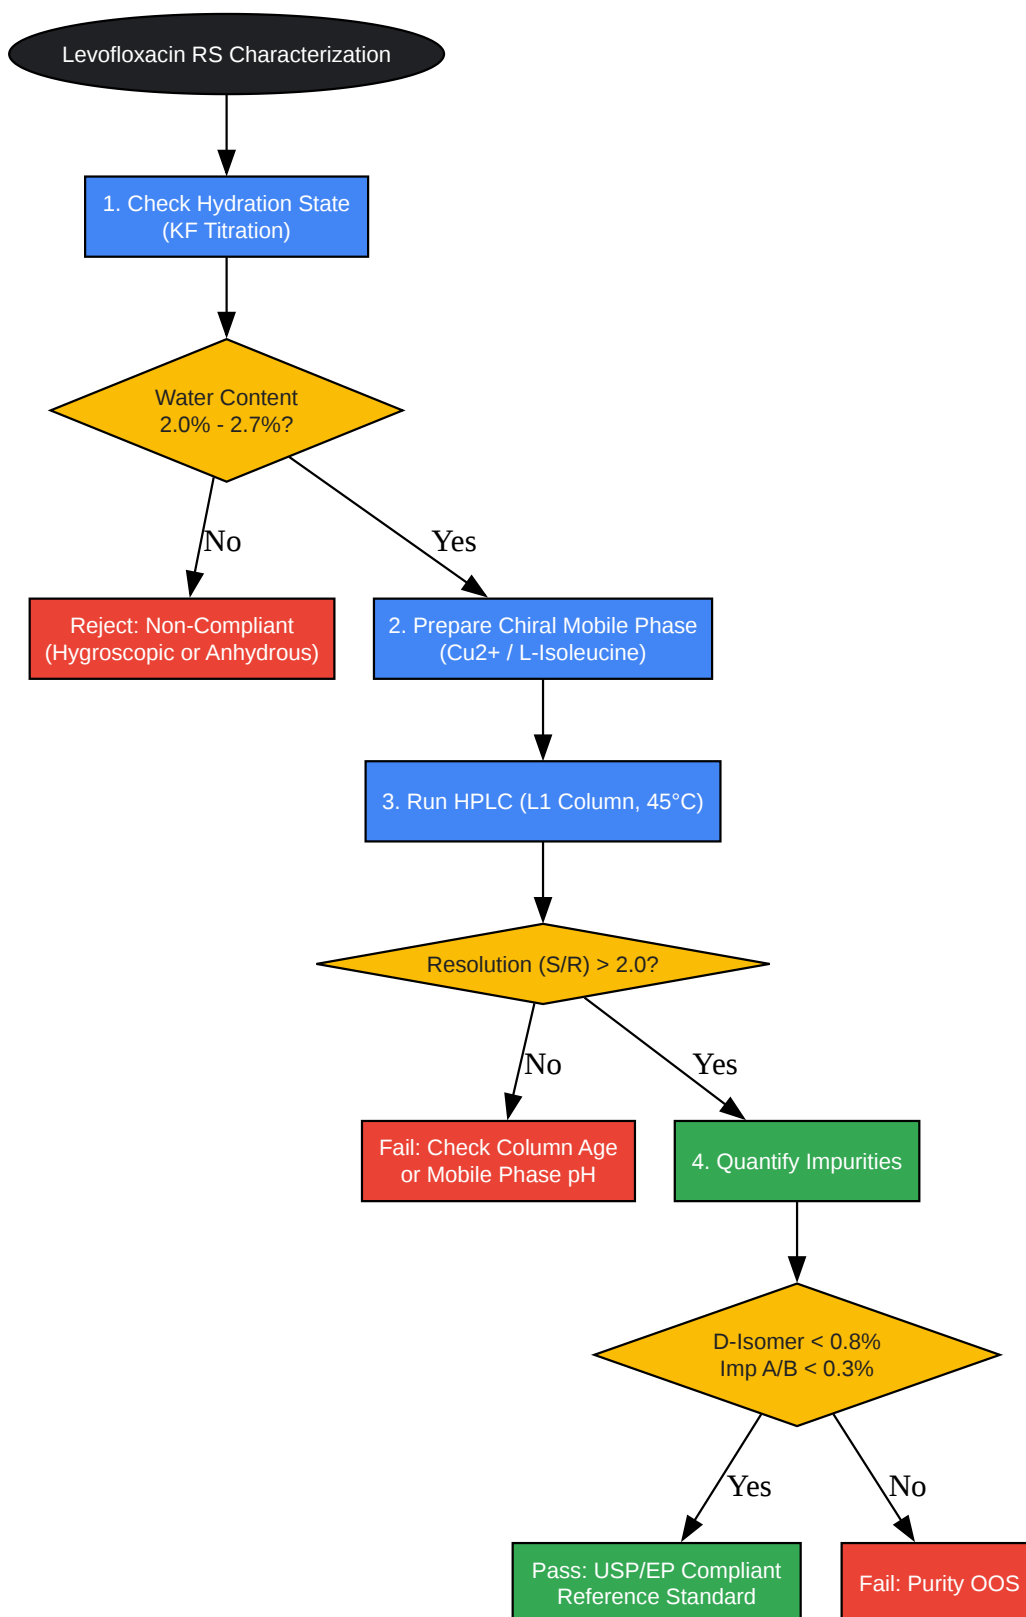 Levofloxacin RS Characterization
1. Check Hydration State
(KF Titration)
Water Content
2.0% - 2.7%?
No
Yes
Reject: Non-Compliant
(Hygroscopic or Anhydrous)
2. Prepare Chiral Mobile Phase
(Cu2+ / L-Isoleucine)
3. Run HPLC (L1 Column, 45°C)
Resolution (S/R) > 2.0?
No
Yes
Fail: Check Column Age
or Mobile Phase pH
4. Quantify Impurities
D-Isomer < 0.8%
Imp A/B < 0.3%
Yes
No
Pass: USP/EP Compliant
Reference Standard
Fail: Purity OOS